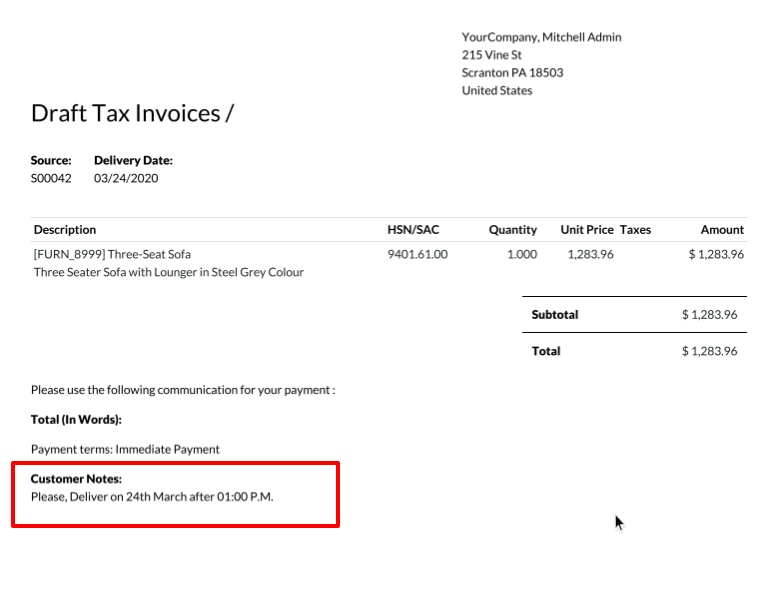 YourCompany, Mitchell Admin
215 Vine St
Scranton PA 18503
United States
Draft Tax Invoices /
Source: Delivery Date:
S00042 03/24/2020
Description HSN/SAC Quantity Unit Price Taxes Amount
[FURN_8999] Three-Seat Sofa 9401.61.00 1.000 1,283.96 $ 1,283.96
Three Seater Sofa with Lounger in Steel Grey Colour
Subtotal $ 1,283.96
Total $ 1,283.96
Please use the following communication for your payment :
Total (In Words):
Payment terms: Immediate Payment
Customer Notes:
Please, Deliver on 24th March after 01:00 P.M.